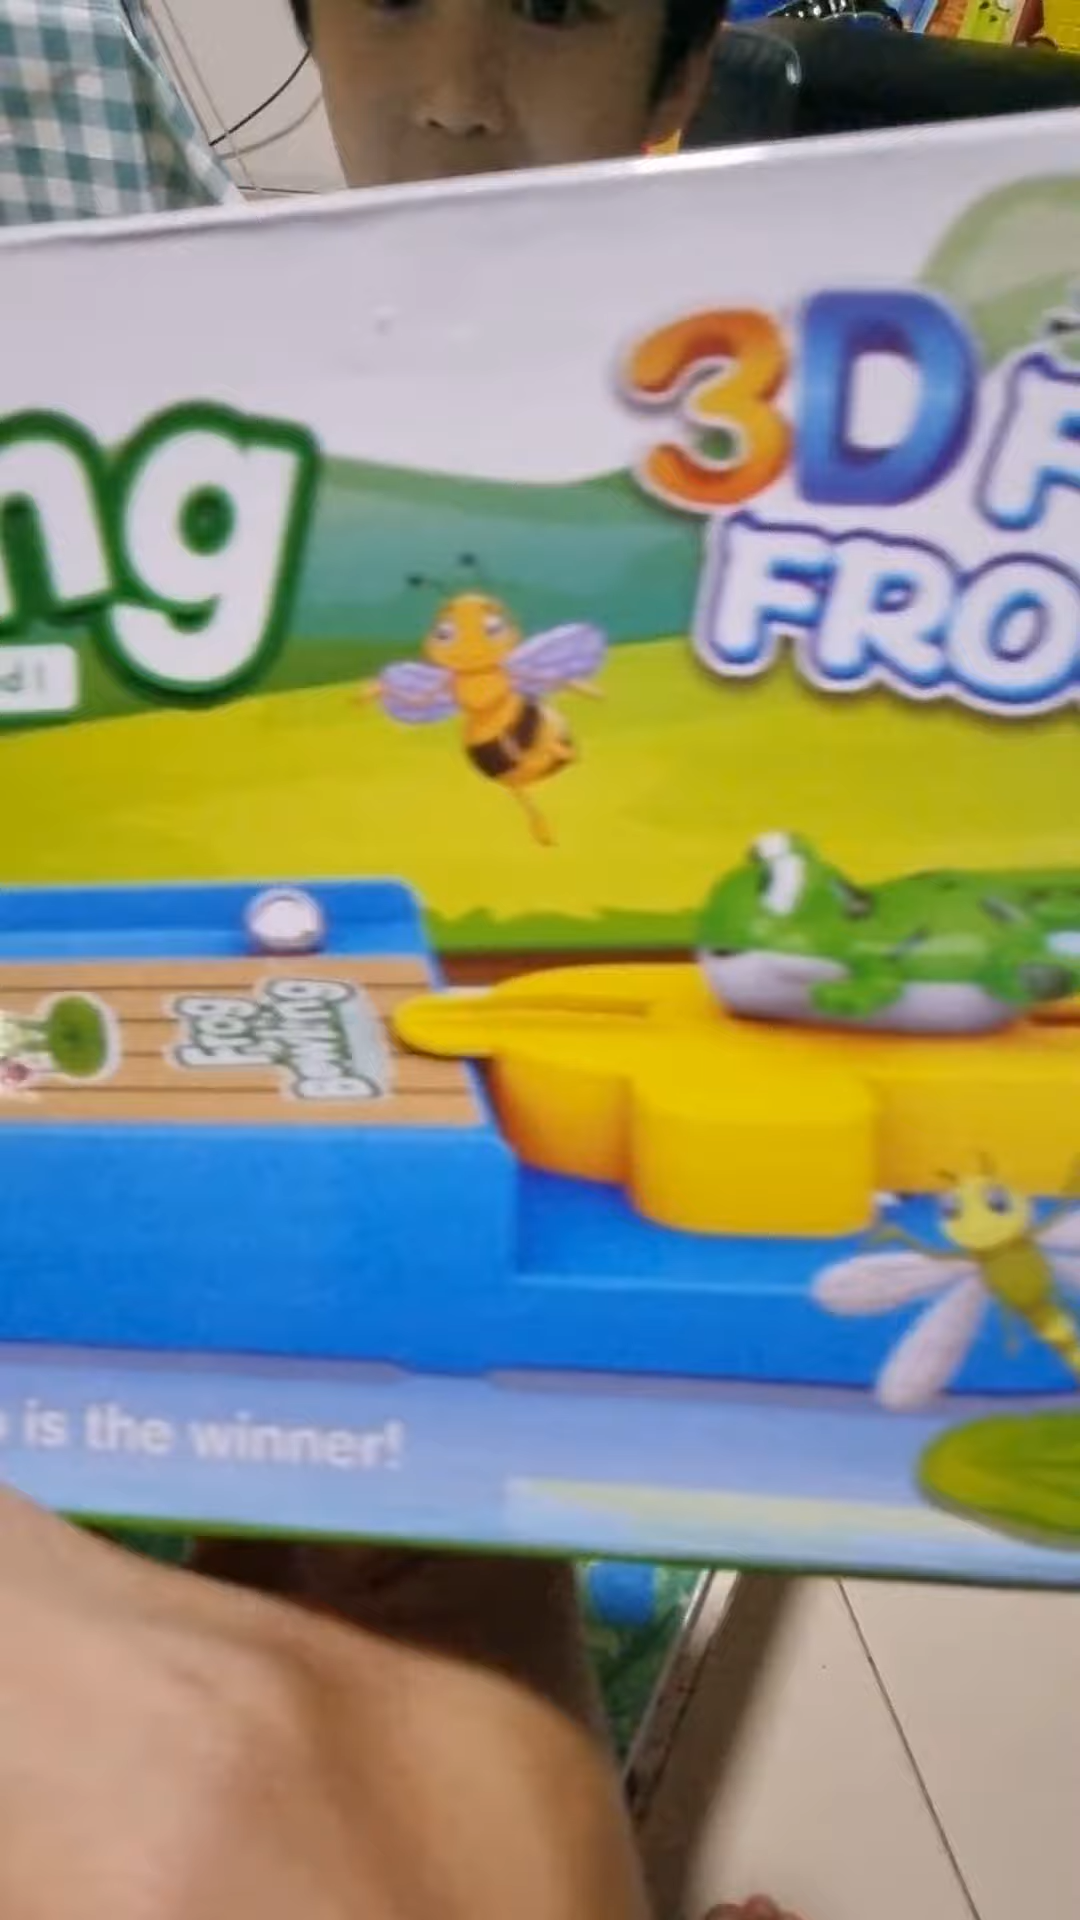 3D F
FRO
ng
d!
Frog
Bowling
is the winner!